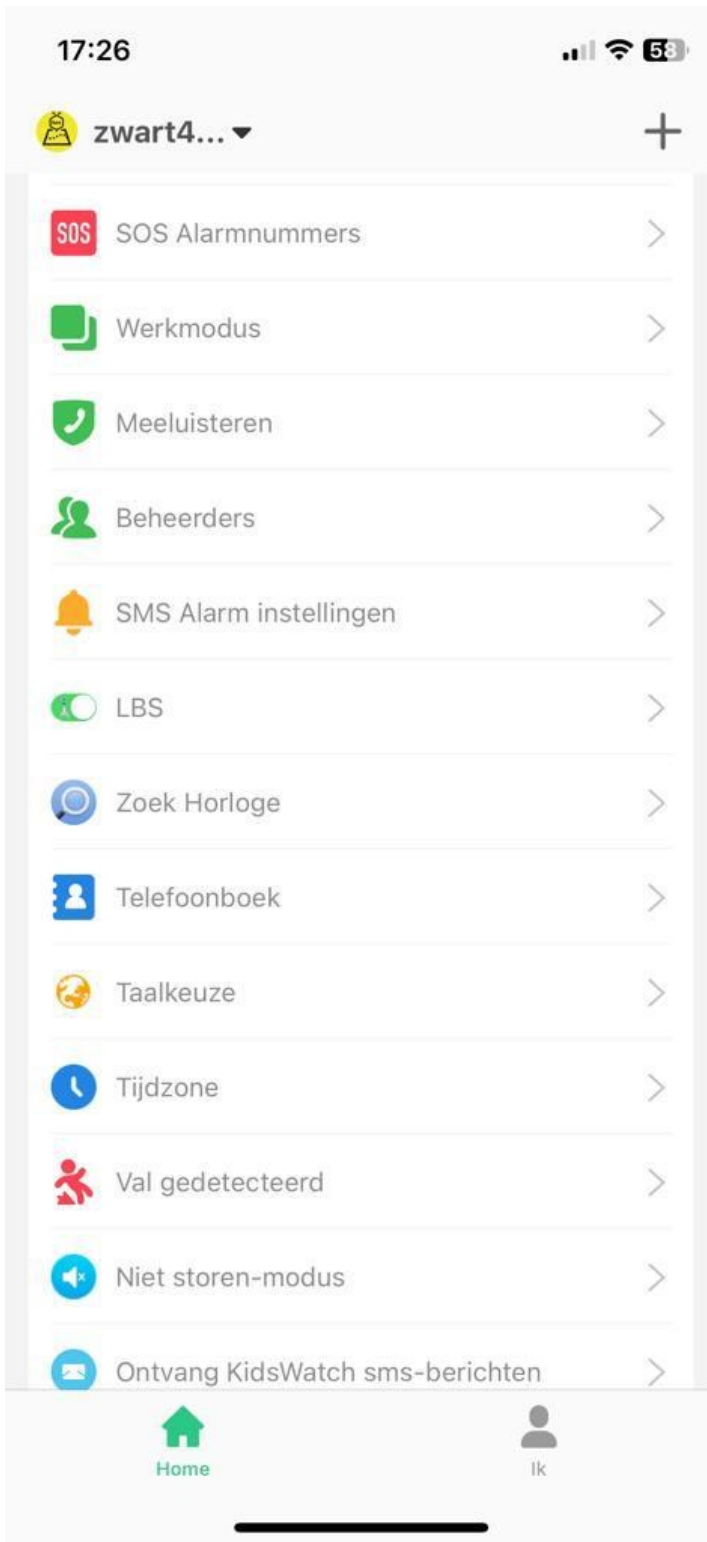 17:26
58
zwart4...
SOS SOS Alarmnummers
Werkmodus
Meeluisteren
Beheerders
SMS Alarm instellingen
LBS
Zoek Horloge
Telefoonboek
Taalkeuze
Tijdzone
Val gedetecteerd
Niet storen-modus
Ontvang KidsWatch sms-berichten
Home
Ik